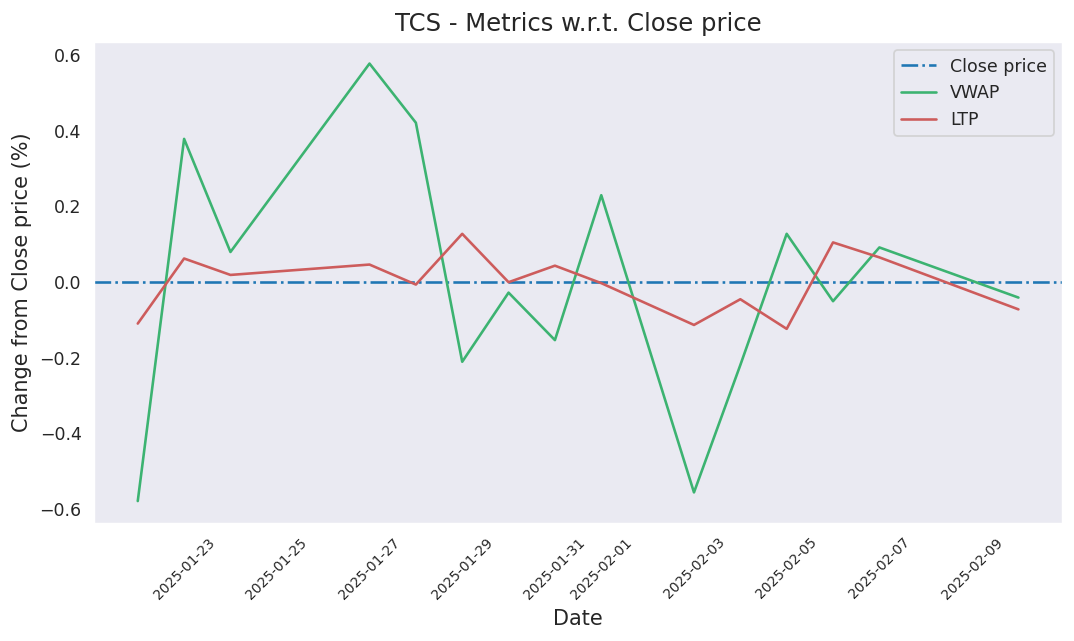 TCS - Metrics w.r.t. Close price
Close price
VWAP
LTP
Change from Close price (%)
0.6
0.4
0.2
0.0
−0.2
−0.4
−0.6
2025-01-23
2025-01-25
2025-01-27
2025-01-29
2025-01-31
2025-02-01
2025-02-03
2025-02-05
2025-02-07
2025-02-09
Date